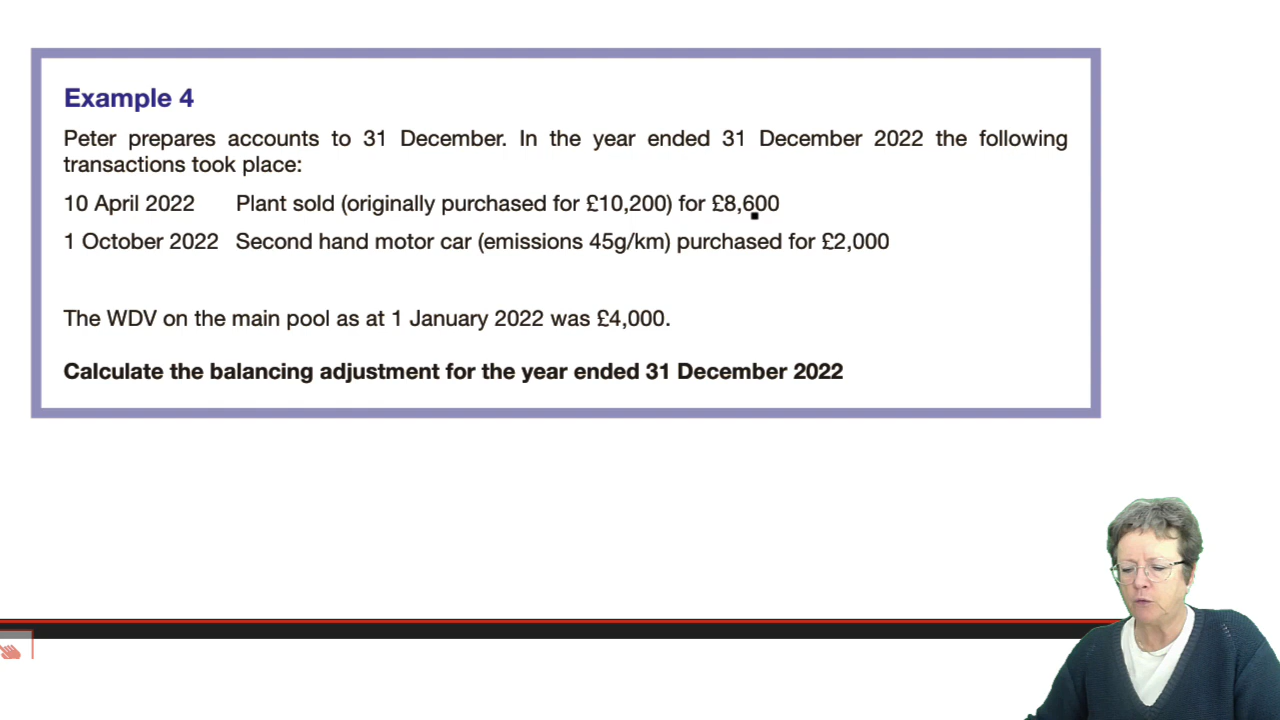 Example 4
Peter prepares accounts to 31 December. In the year ended 31 December 2022 the following
transactions took place:
10 April 2022 Plant sold (originally purchased for £10,200) for £8,600
1 October 2022 Second hand motor car (emissions 45g/km) purchased for £2,000
The WDV on the main pool as at 1 January 2022 was £4,000.
Calculate the balancing adjustment for the year ended 31 December 2022